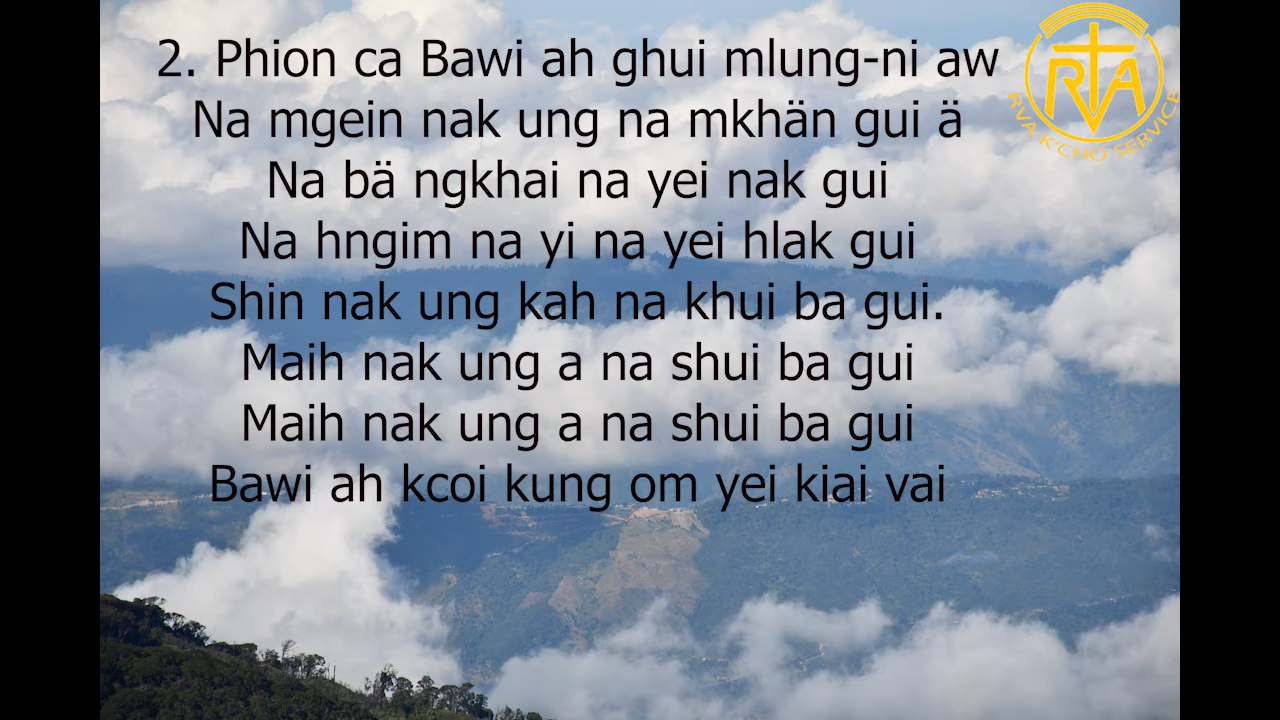 2. Phion ca Bawi ah ghui mlung-ni aw
Na mgein nak ung na mkhän gui ä
Na bä ngkhai na yei nak gui
Na hngim na yi na yei hlak gui
Shin nak ung kah na khui ba gui.
Maih nak ung a na shui ba gui
Maih nak ung a na shui ba gui
Bawi ah kcoi kung om yei kiai vai
RVA
RVA K'CHO SERVICE